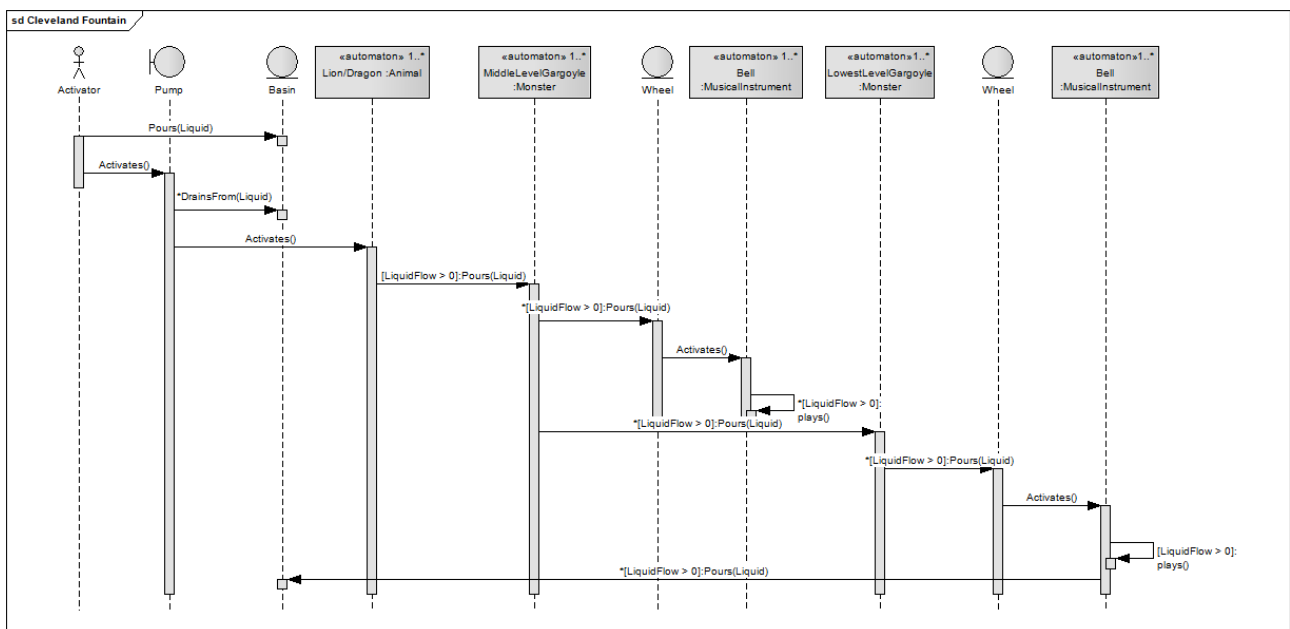 sd Cleveland Fountain
«automaton» 1..*
Lion/Dragon :Animal
«automaton» 1..*
MiddleLevelGargoyle
:Monster
«automaton» 1..*
Bell
:MusicalInstrument
«automaton» 1..*
LowestLevelGargoyle
:Monster
«automaton»1..*
Bell
:MusicalInstrument
Activator
Pump
Basin
Wheel
Wheel
Pours(Liquid)
Activates()
*DrainsFrom(Liquid)
Activates()
[LiquidFlow > 0]:Pours(Liquid)
*[LiquidFlow > 0]:Pours(Liquid)
Activates()
*[LiquidFlow > 0]:
plays()
*[LiquidFlow > 0]:Pours(Liquid)
*[LiquidFlow > 0]:Pours(Liquid)
Activates()
[LiquidFlow > 0]:
plays()
*[LiquidFlow > 0]:Pours(Liquid)